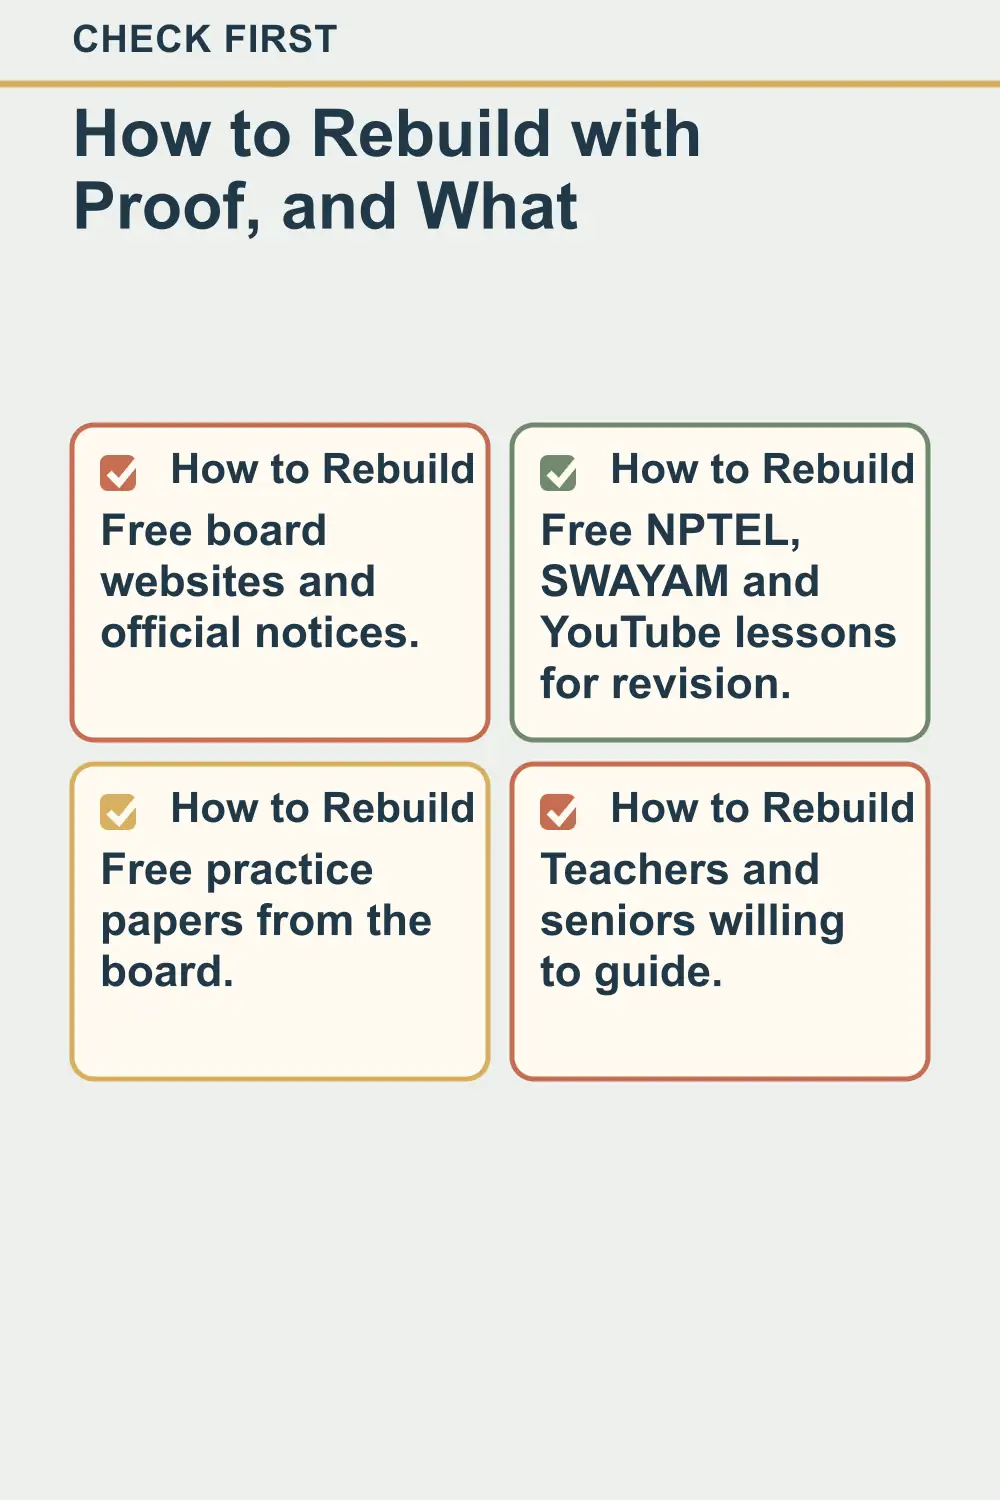 CHECK FIRST
How to Rebuild with
Proof, and What
How to Rebuild
Free board
websites and
official notices.
How to Rebuild
Free NPTEL,
SWAYAM and
YouTube lessons
for revision.
How to Rebuild
Free practice
papers from the
board.
How to Rebuild
Teachers and
seniors willing
to guide.